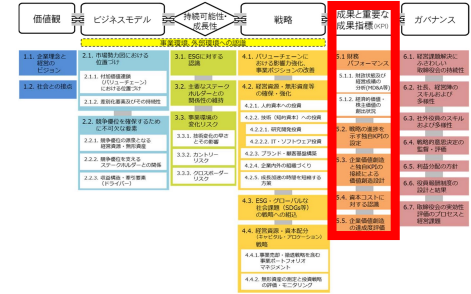 価値観
ビジネスモデル
持続可能性・
成長性
戦略
成果と重要な
成果指標(KPI)
ガバナンス
事業環境、外部環境への認識
1.1. 企業理念と
経営の
ビジョン
1.2. 社会との接点
2.1. 市場勢力図における
位置づけ
2.1.1. 付加価値連鎖
(バリューチェーン)
における位置づけ
2.1.2. 差別化要素及びその持続性
2.2. 競争優位を確保するため
に不可欠な要素
2.2.1. 競争優位の源泉となる
経営資源・無形資産
2.2.2. 競争優位を支える
ステークホルダーとの関係
2.2.3. 収益構造・牽引要素
(ドライバー)
3.1. ESGに対する
認識
3.2. 主要なステーク
ホルダーとの
関係性の維持
3.3. 事業環境の
変化リスク
3.3.1. 技術変化の早さ
とその影響
3.3.2. カントリー
リスク
3.3.3. クロスボーダー
リスク
4.1. バリューチェーンに
おける影響力強化、
事業ポジションの改善
4.2. 経営資源・無形資産等
の確保・強化
4.2.1. 人的資本への投資
4.2.2. 技術(知的資本)への投資
4.2.2.1. 研究開発投資
4.2.2.2. IT・ソフトウェア投資
4.2.3. ブランド・顧客基盤構築
4.2.4. 企業内外の組織づくり
4.2.5. 成長加速の時間を短縮する
方策
4.3. ESG・グローバルな
社会課題(SDGs等)
の戦略への組込
4.4. 経営資源・資本配分
(キャピタル・アロケーション)
戦略
4.4.1. 事業売却・撤退戦略を含む
事業ポートフォリオ
マネジメント
4.4.2. 無形資産の測定と投資戦略
の評価・モニタリング
5.1. 財務
パフォーマンス
5.1.1. 財政状態及び
経営成績の
分析(MD&A等)
5.1.2. 経済的価値・
株主価値の
創出状況
5.2. 戦略の進捗を
示す独自KPIの
設定
5.3. 企業価値創造
と独自KPIの
接続による
価値創造設計
5.4. 資本コストに
対する認識
5.5. 企業価値創造
の達成度評価
6.1. 経営課題解決に
ふさわしい
取締役会の持続性
6.2. 社長、経営陣の
スキルおよび
多様性
6.3. 社外役員のスキル
および多様性
6.4. 戦略的意思決定の
監督・評価
6.5. 利益分配の方針
6.6. 役員報酬制度の
設計と結果
6.7. 取締役会の実効性
評価のプロセスと
経営課題